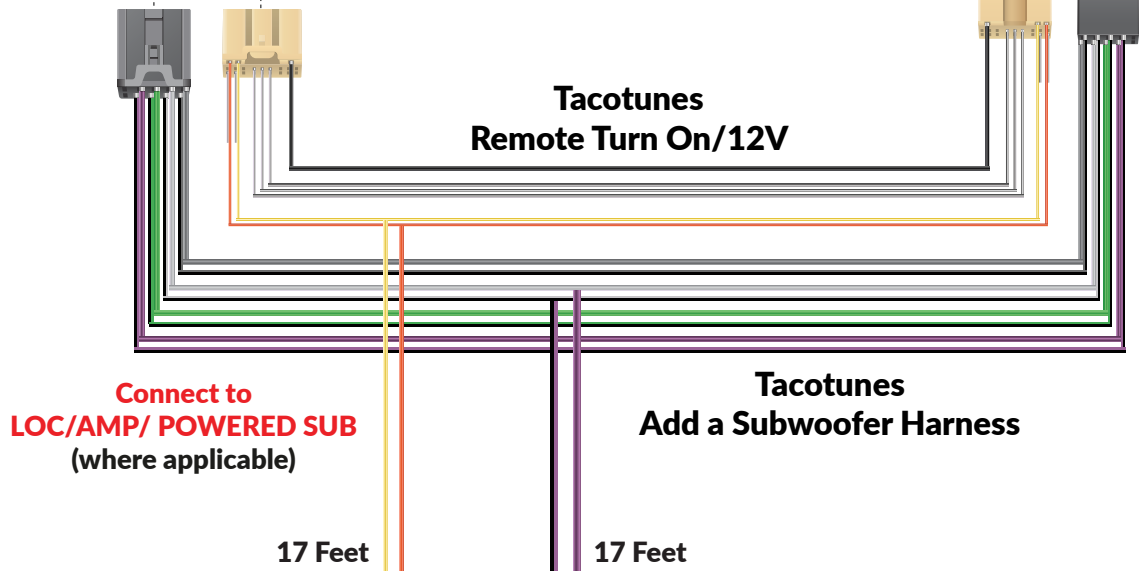 Tacotunes
Remote Turn On/12V
Connect to
LOC/AMP/ POWERED SUB
(where applicable)
Tacotunes
Add a Subwoofer Harness
17 Feet
17 Feet